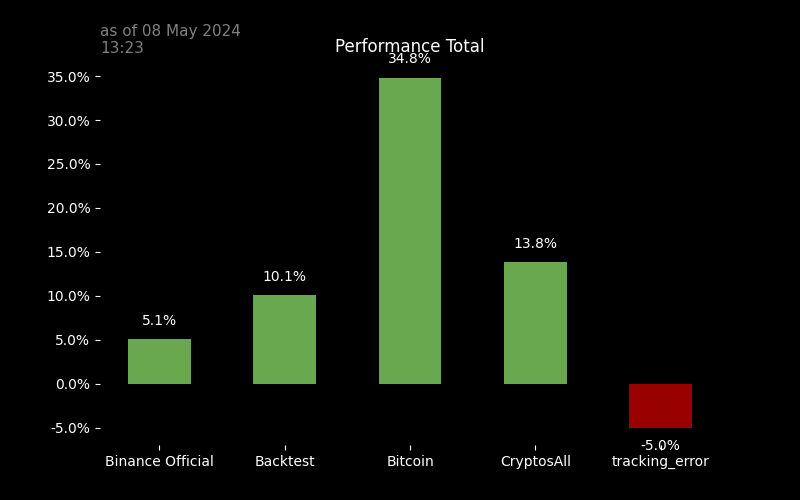 as of 08 May 2024
13:23
Performance Total
34.8%
35.0%
30.0%
25.0%
20.0%
15.0%
10.0%
5.0%
0.0%
-5.0%
5.1%
10.1%
13.8%
-5.0%
Binance Official
Backtest
Bitcoin
CryptosAll
tracking_error